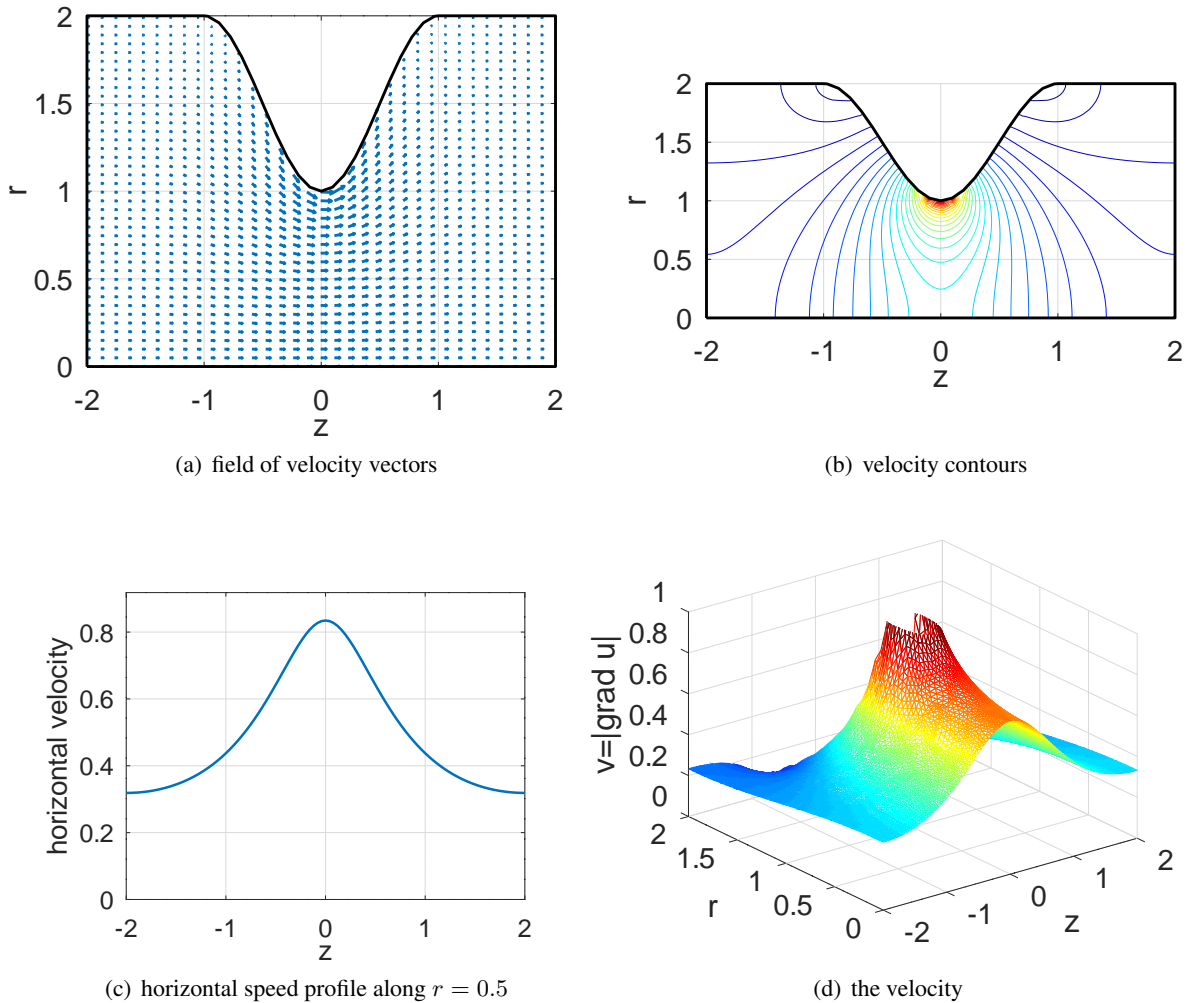 2
1.5
1
0.5
0
r
-2 -1 0 1 2
z
(a) field of velocity vectors
2
1.5
1
0.5
0
r
-2 -1 0 1 2
z
(b) velocity contours
0.8
0.6
0.4
0.2
0
horizontal velocity
-2 -1 0 1 2
z
(c) horizontal speed profile along r = 0.5
1
0.8
0.6
0.4
0.2
0
v=|grad u|
2
1.5
1
0.5
0
r
-2 -1 0 1 2
z
(d) the velocity